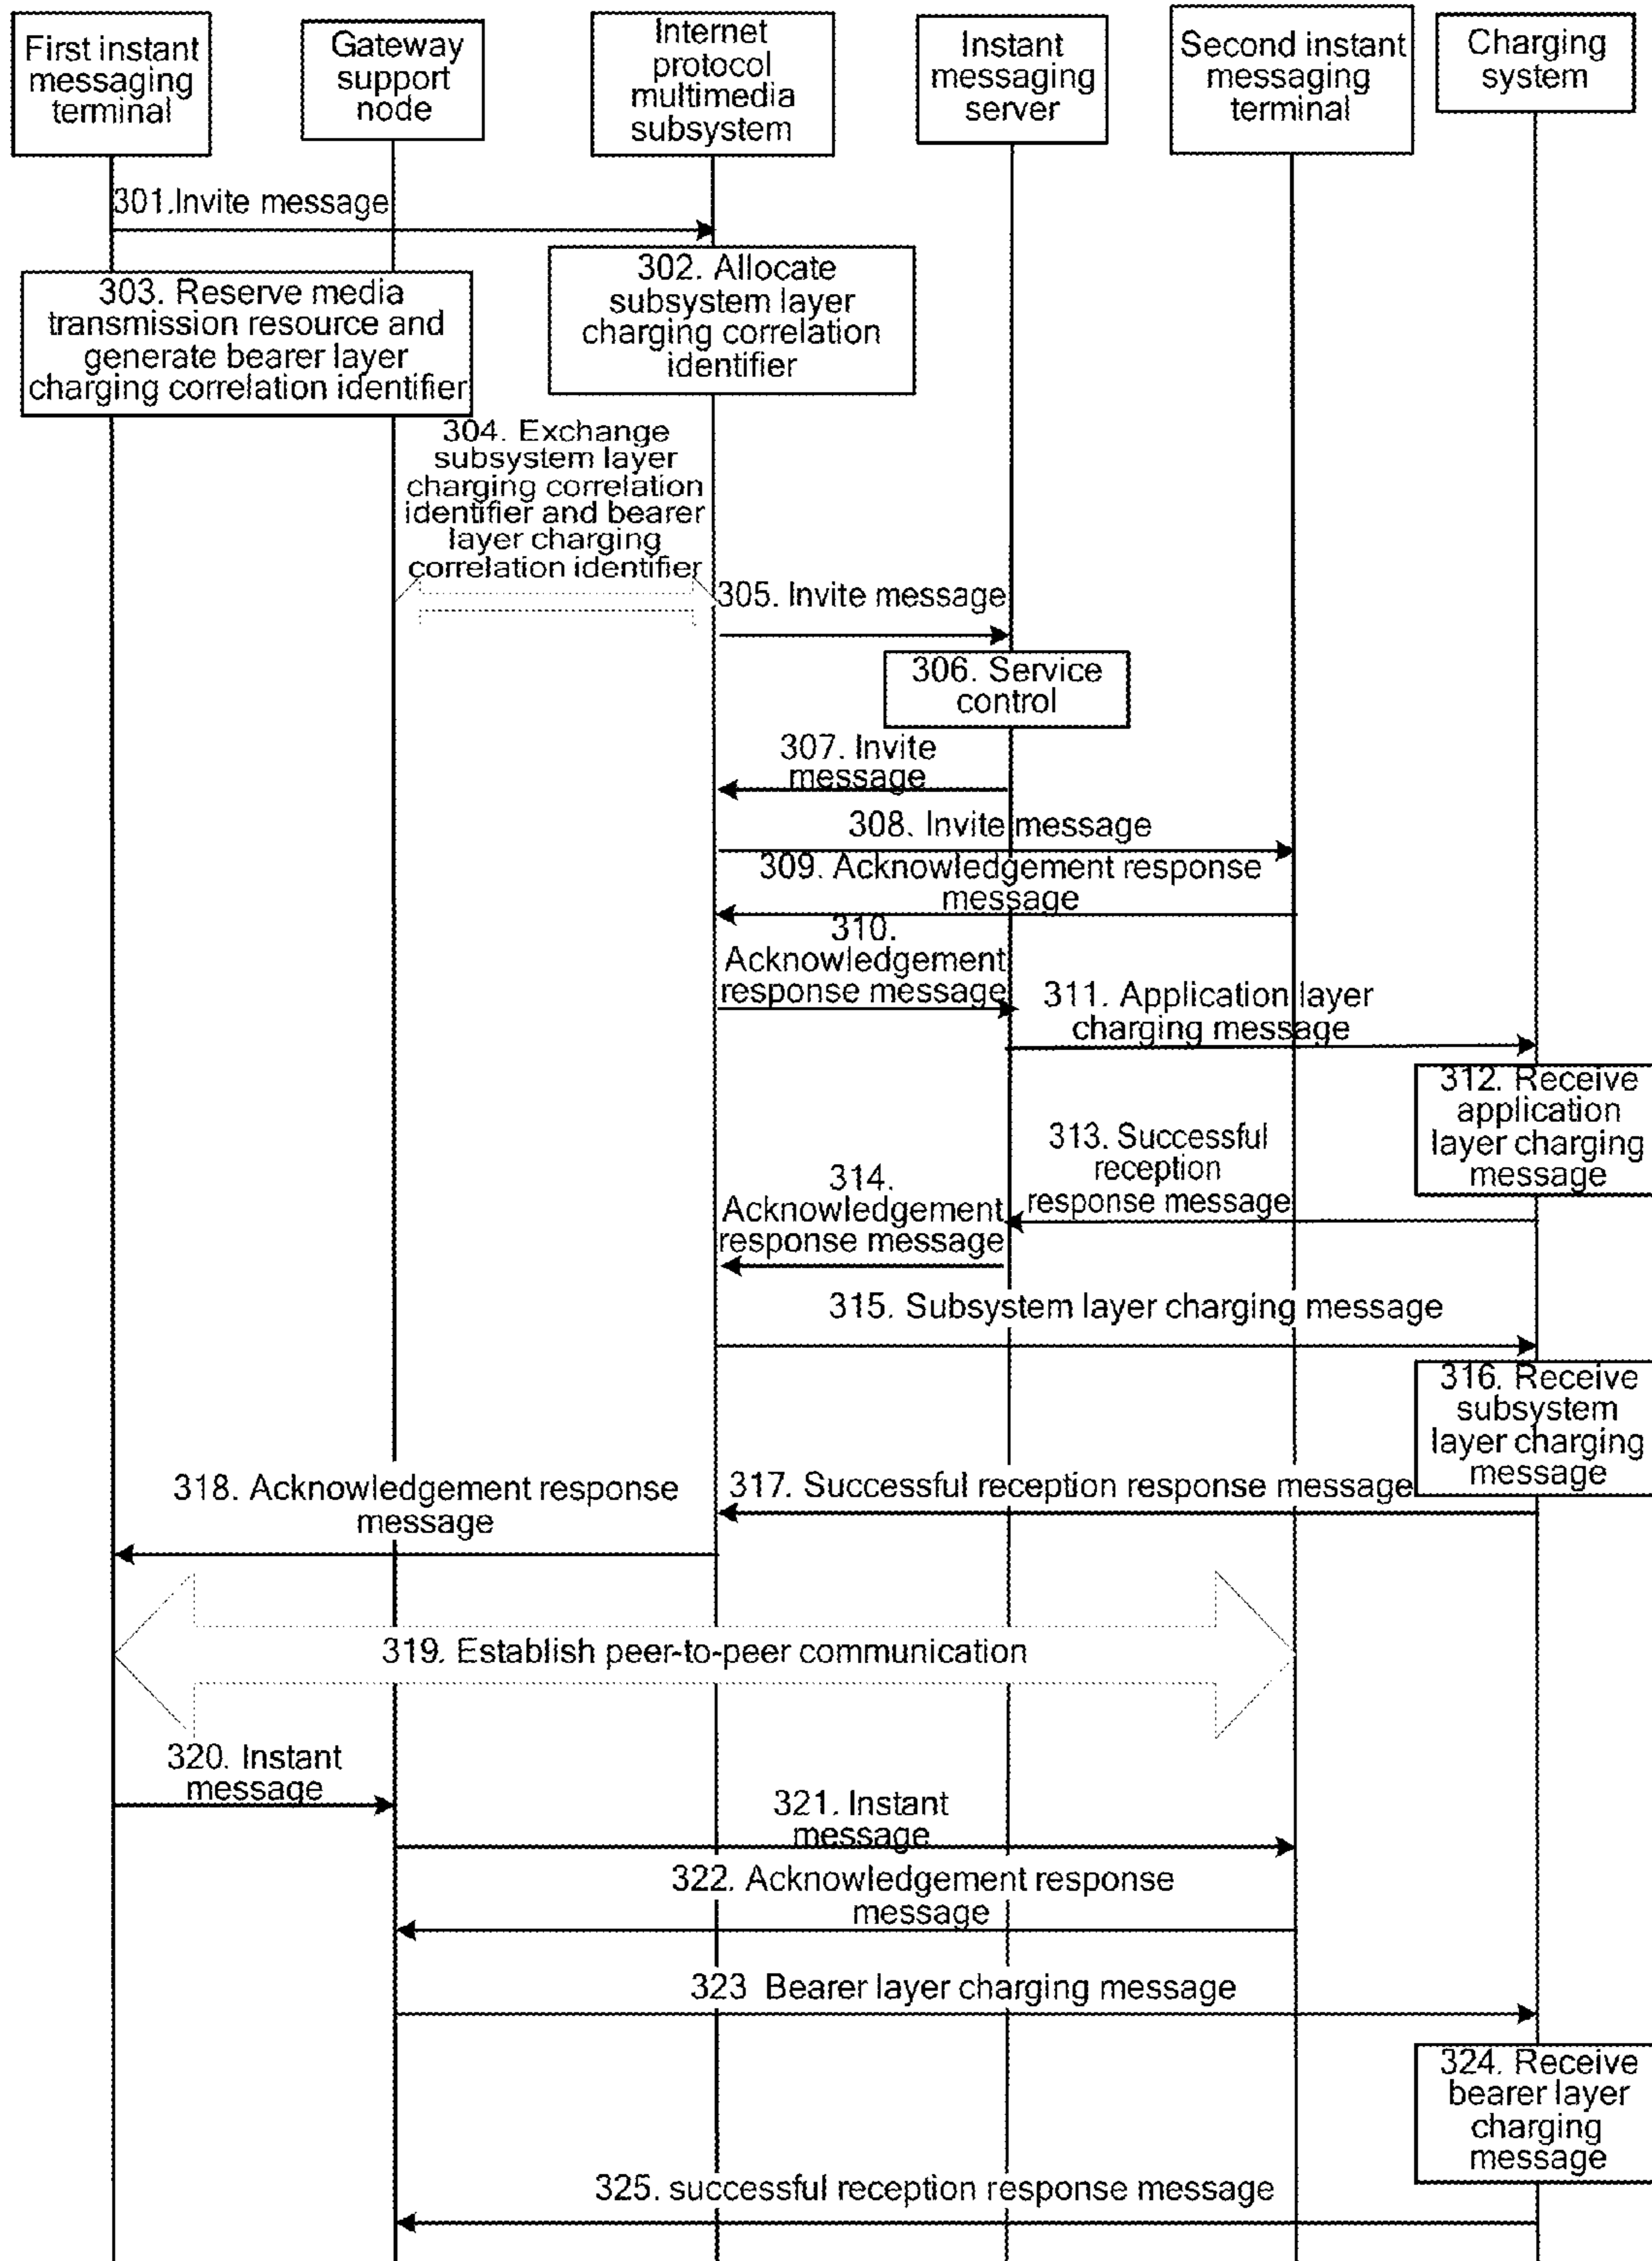 First instant
messaging
terminal
Gateway
support
node
Internet
protocol
multimedia
subsystem
Instant
messaging
server
Second instant
messaging
terminal
Charging
system
301.Invite message
302. Allocate
subsystem layer
charging correlation
identifier
303. Reserve media
transmission resource and
generate bearer layer
charging correlation identifier
304. Exchange
subsystem layer
charging correlation
identifier and bearer
layer charging
correlation identifier
305. Invite message
306. Service
control
307. Invite
message
308. Invite message
309. Acknowledgement response
message
310.
Acknowledgement
response message
311. Application layer
charging message
312. Receive
application
layer charging
message
313. Successful
reception
response message
314.
Acknowledgement
response message
315. Subsystem layer charging message
316. Receive
subsystem
layer charging
message
317. Successful reception response message
318. Acknowledgement response
message
319. Establish peer-to-peer communication
320. Instant
message
321. Instant
message
322. Acknowledgement response
message
323 Bearer layer charging message
324. Receive
bearer layer
charging
message
325. successful reception response message